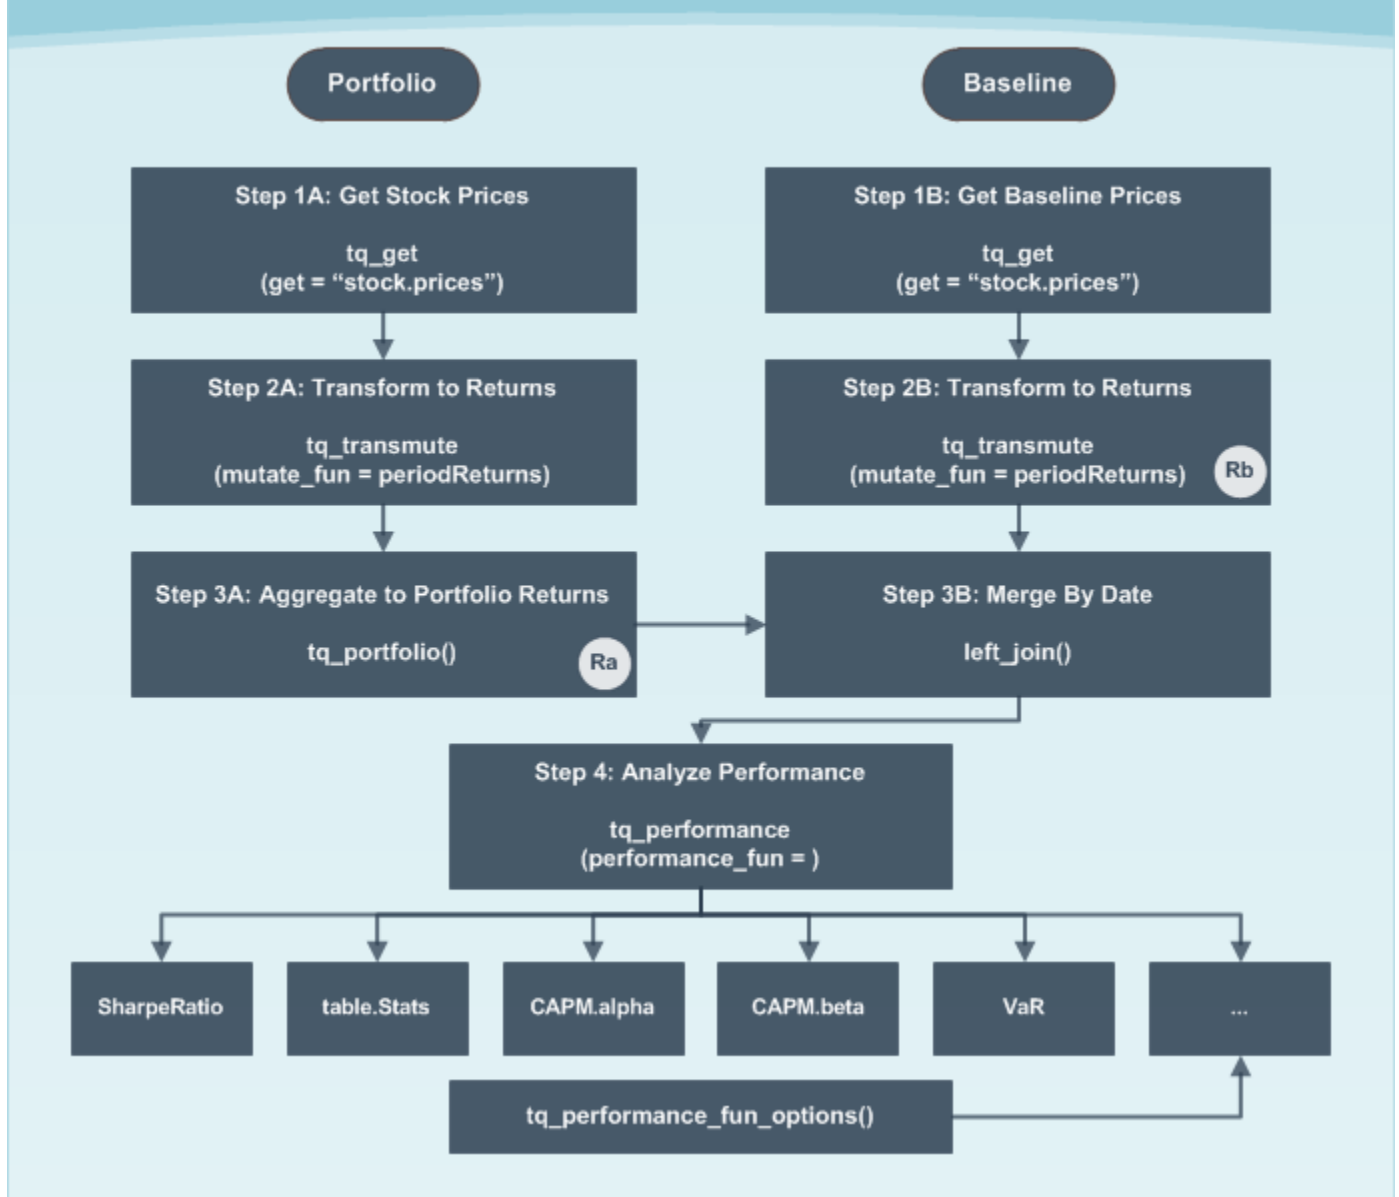 Portfolio
Baseline
Step 1A: Get Stock Prices
tq_get
(get = “stock.prices”)
Step 1B: Get Baseline Prices
tq_get
(get = “stock.prices”)
Step 2A: Transform to Returns
tq_transmute
(mutate_fun = periodReturns)
Step 2B: Transform to Returns
tq_transmute
(mutate_fun = periodReturns)
Rb
Step 3A: Aggregate to Portfolio Returns
tq_portfolio()
Ra
Step 3B: Merge By Date
left_join()
Step 4: Analyze Performance
tq_performance
(performance_fun = )
SharpeRatio
table.Stats
CAPM.alpha
CAPM.beta
VaR
...
tq_performance_fun_options()